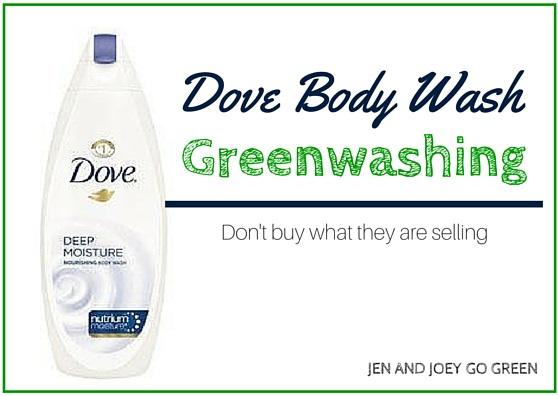 Dove Body Wash
Greenwashing
Don't buy what they are selling
JEN AND JOEY GO GREEN
Dove.
DEEP
MOISTURE
NOURISHING BODY WASH
nutrium
moisture